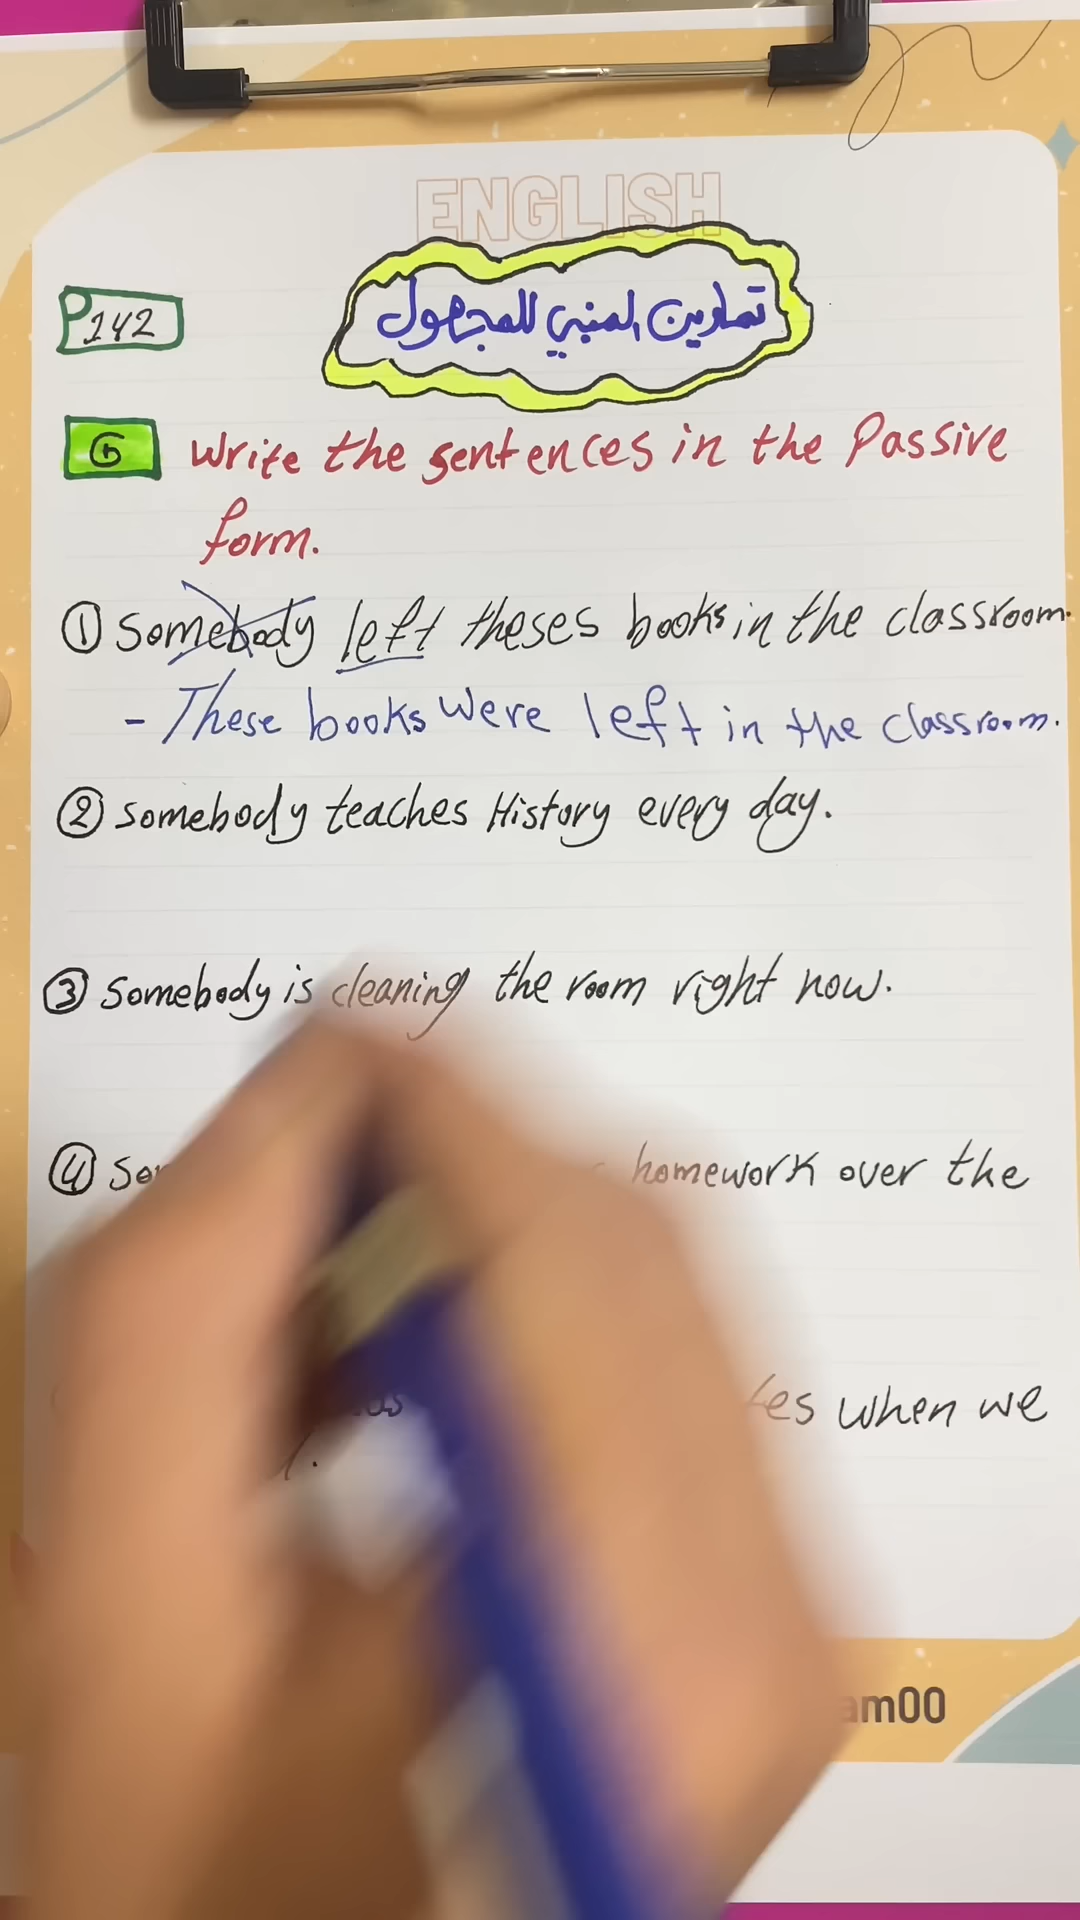 ENGLISH
تمارين المبني للمجهول
P142
G Write the sentences in the Passive
form.
① Somebody left theses books in the classroom.
- These books were left in the classroom.
② Somebody teaches History every day.
③ Somebody is cleaning the room right now.
④ homework over the
when we
am00